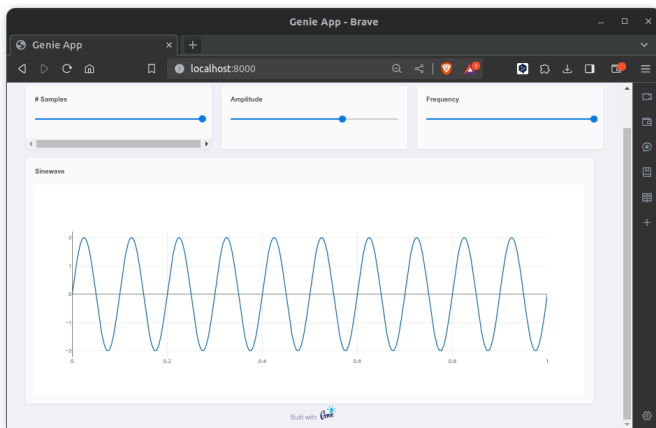 Genie App - Brave
Genie App
localhost:8000
# Samples
Amplitude
Frequency
Sinewave
2
1
0
−1
−2
0
0.2
0.4
0.6
0.8
1
Built with Genie